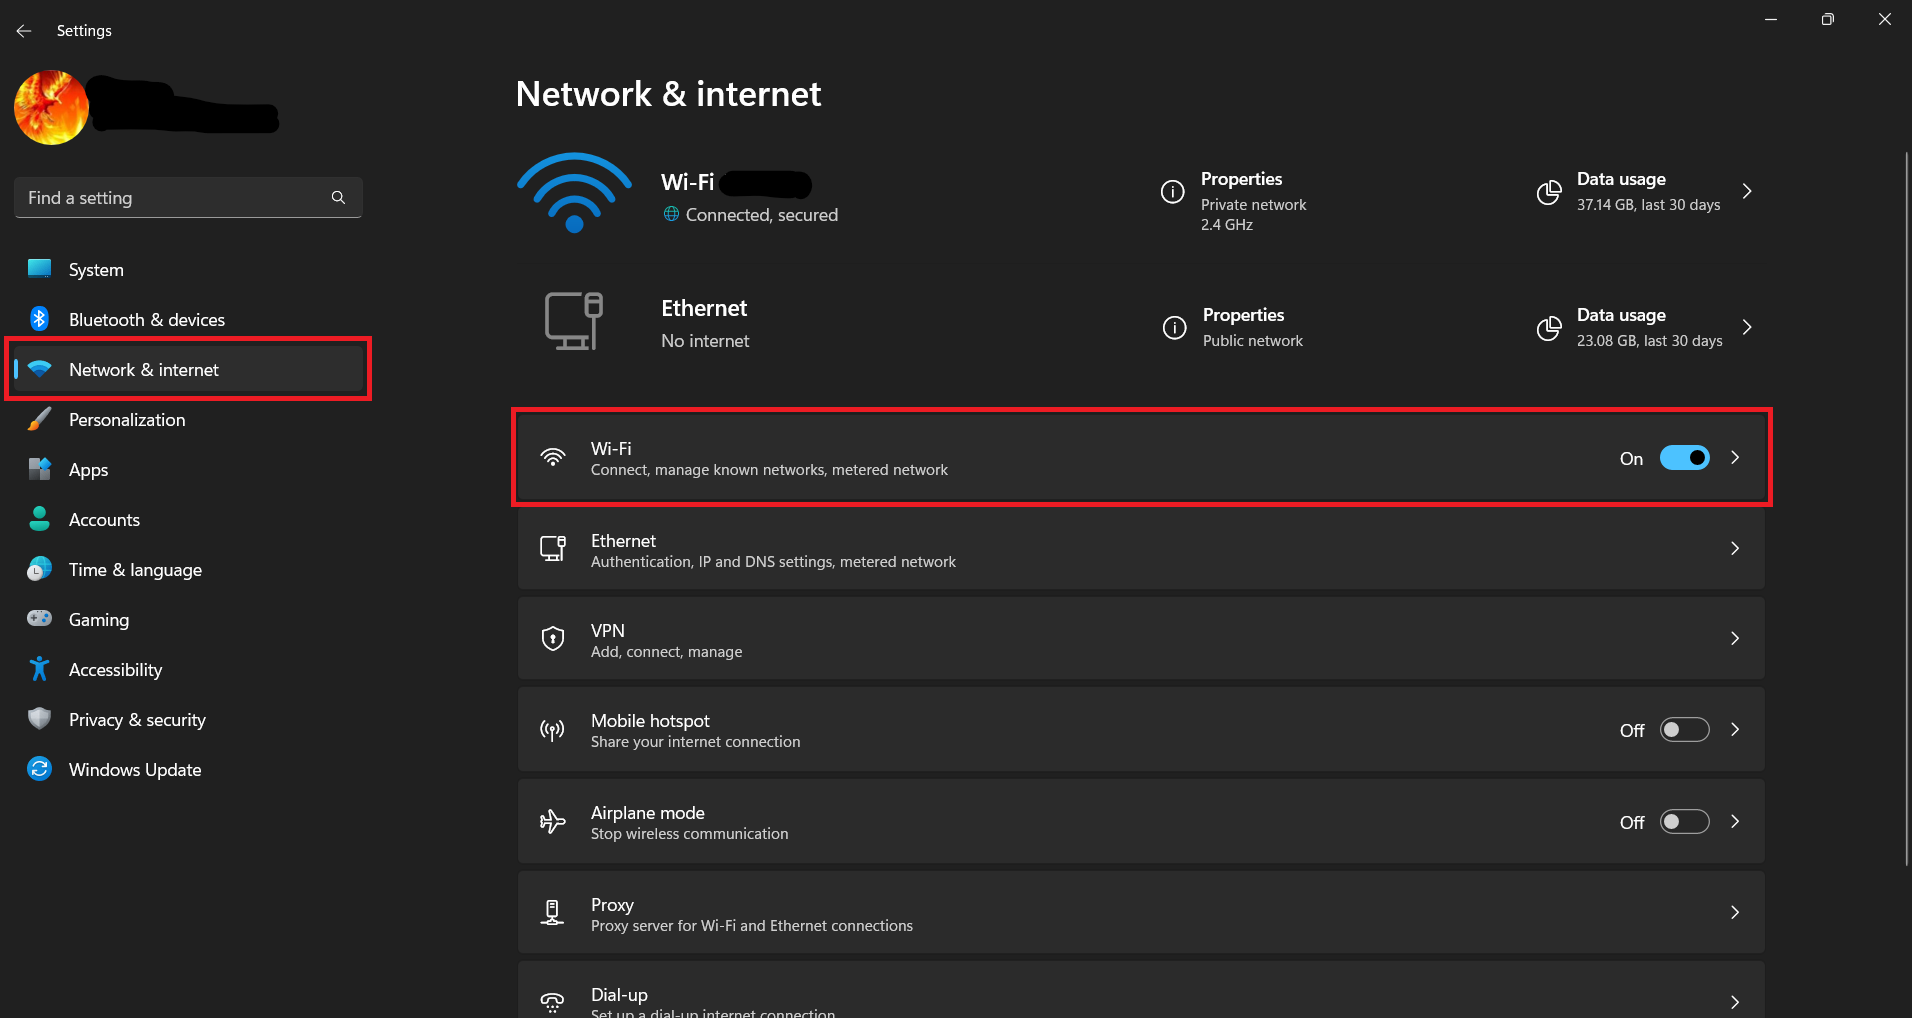 Settings
Find a setting
System
Bluetooth & devices
Network & internet
Personalization
Apps
Accounts
Time & language
Gaming
Accessibility
Privacy & security
Windows Update
Network & internet
Wi-Fi
Connected, secured
Properties
Private network
2.4 GHz
Data usage
37.14 GB, last 30 days
Ethernet
No internet
Properties
Public network
Data usage
23.08 GB, last 30 days
Wi-Fi
Connect, manage known networks, metered network
On
Ethernet
Authentication, IP and DNS settings, metered network
VPN
Add, connect, manage
Mobile hotspot
Share your internet connection
Off
Airplane mode
Stop wireless communication
Off
Proxy
Proxy server for Wi-Fi and Ethernet connections
Dial-up
Set up a dial-up internet connection